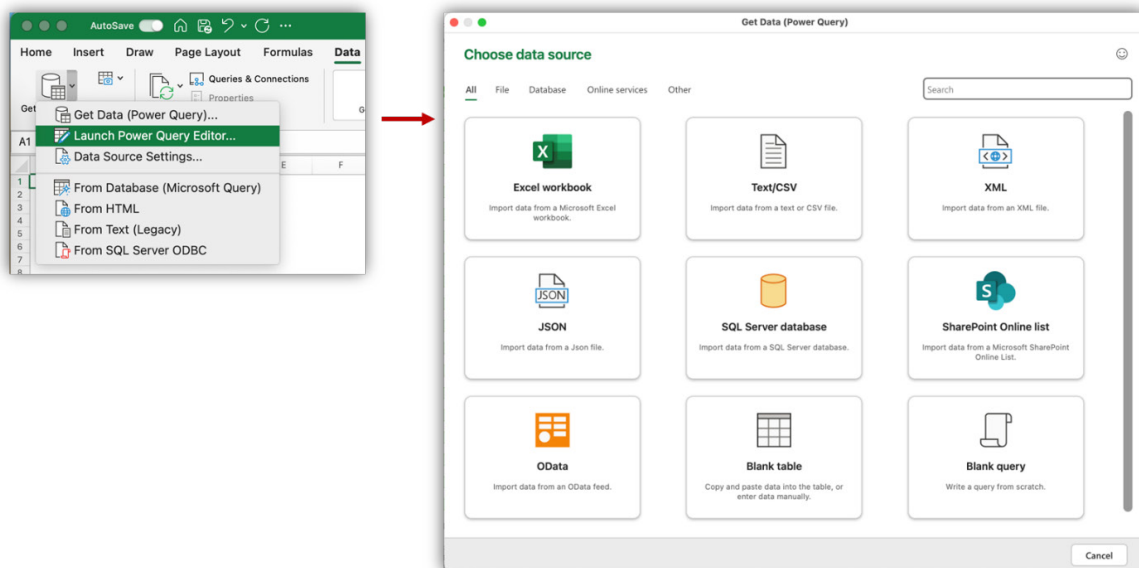 AutoSave
Home Insert Draw Page Layout Formulas Data
Queries & Connections
Properties
Get
Get Data (Power Query)...
Launch Power Query Editor...
Data Source Settings...
From Database (Microsoft Query)
From HTML
From Text (Legacy)
From SQL Server ODBC
A1
E F
1
2
3
4
5
6
7
8
Get Data (Power Query)
Choose data source
All File Database Online services Other
Search
Excel workbook
Import data from a Microsoft Excel
workbook.
Text/CSV
Import data from a text or CSV file.
XML
Import data from an XML file.
JSON
JSON
Import data from a Json file.
SQL Server database
Import data from a SQL Server database.
S
SharePoint Online list
Import data from a Microsoft SharePoint
Online List.
OData
Import data from an OData feed.
Blank table
Copy and paste data into the table, or
enter data manually.
Blank query
Write a query from scratch.
Cancel